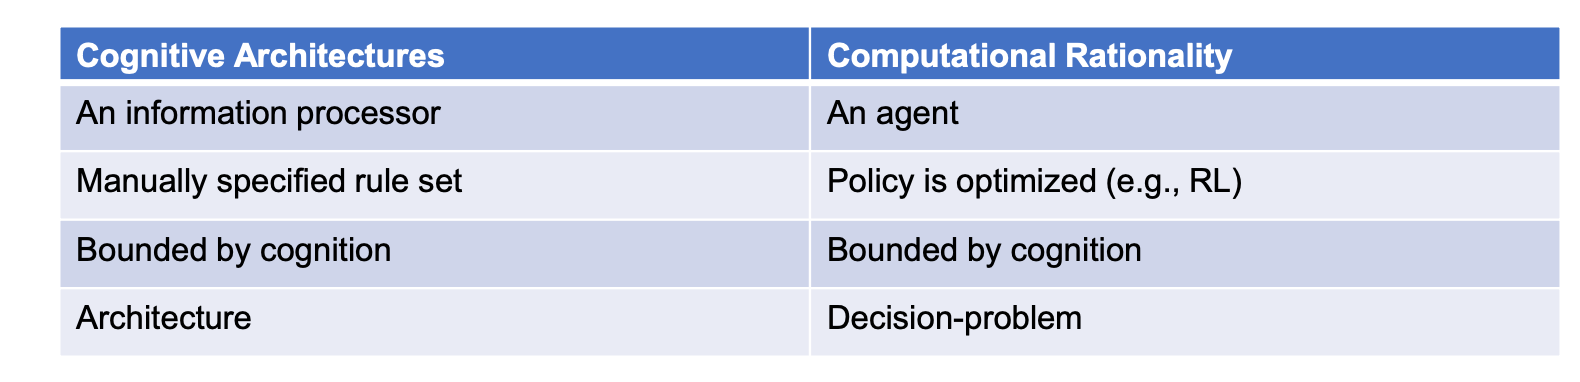 Cognitive Architectures
Computational Rationality
An information processor
An agent
Manually specified rule set
Policy is optimized (e.g., RL)
Bounded by cognition
Bounded by cognition
Architecture
Decision-problem